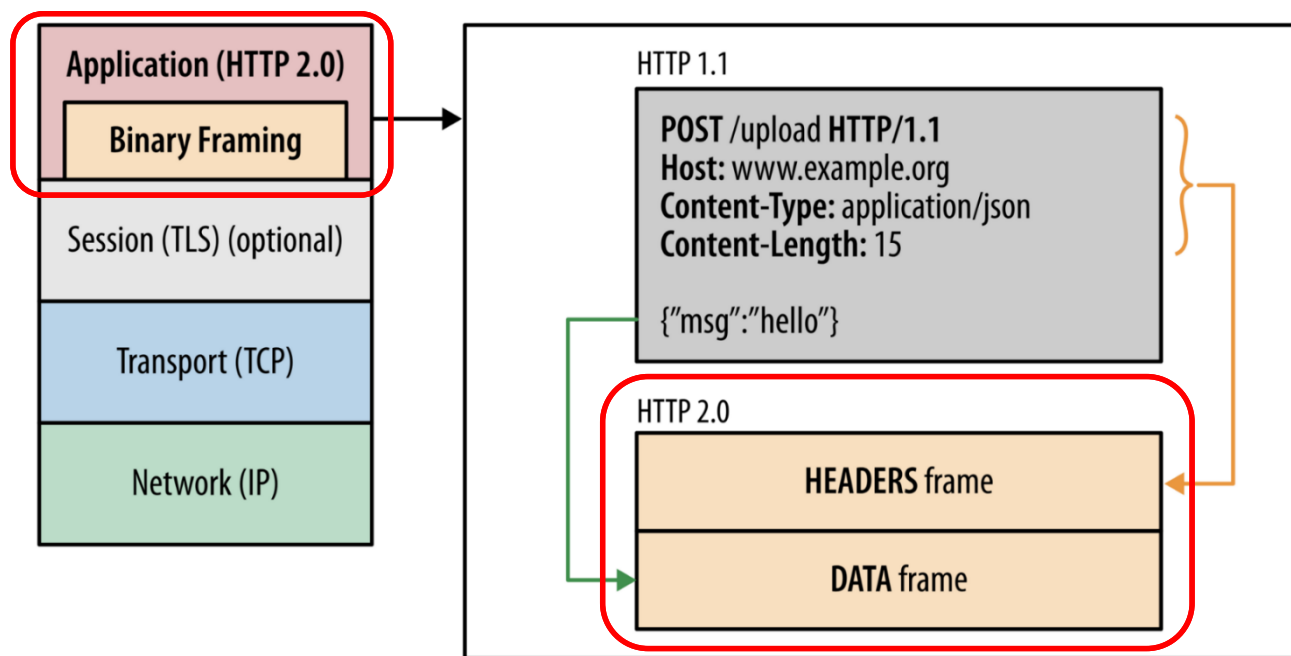 Application (HTTP 2.0)
Binary Framing
Session (TLS) (optional)
Transport (TCP)
Network (IP)
HTTP 1.1
POST /upload HTTP/1.1
Host: www.example.org
Content-Type: application/json
Content-Length: 15
{”msg”:”hello”}
HTTP 2.0
HEADERS frame
DATA frame